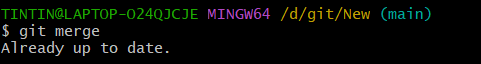 TINTIN@LAPTOP-O24QJCJE MINGW64 /d/git/New (main)
$ git merge
Already up to date.